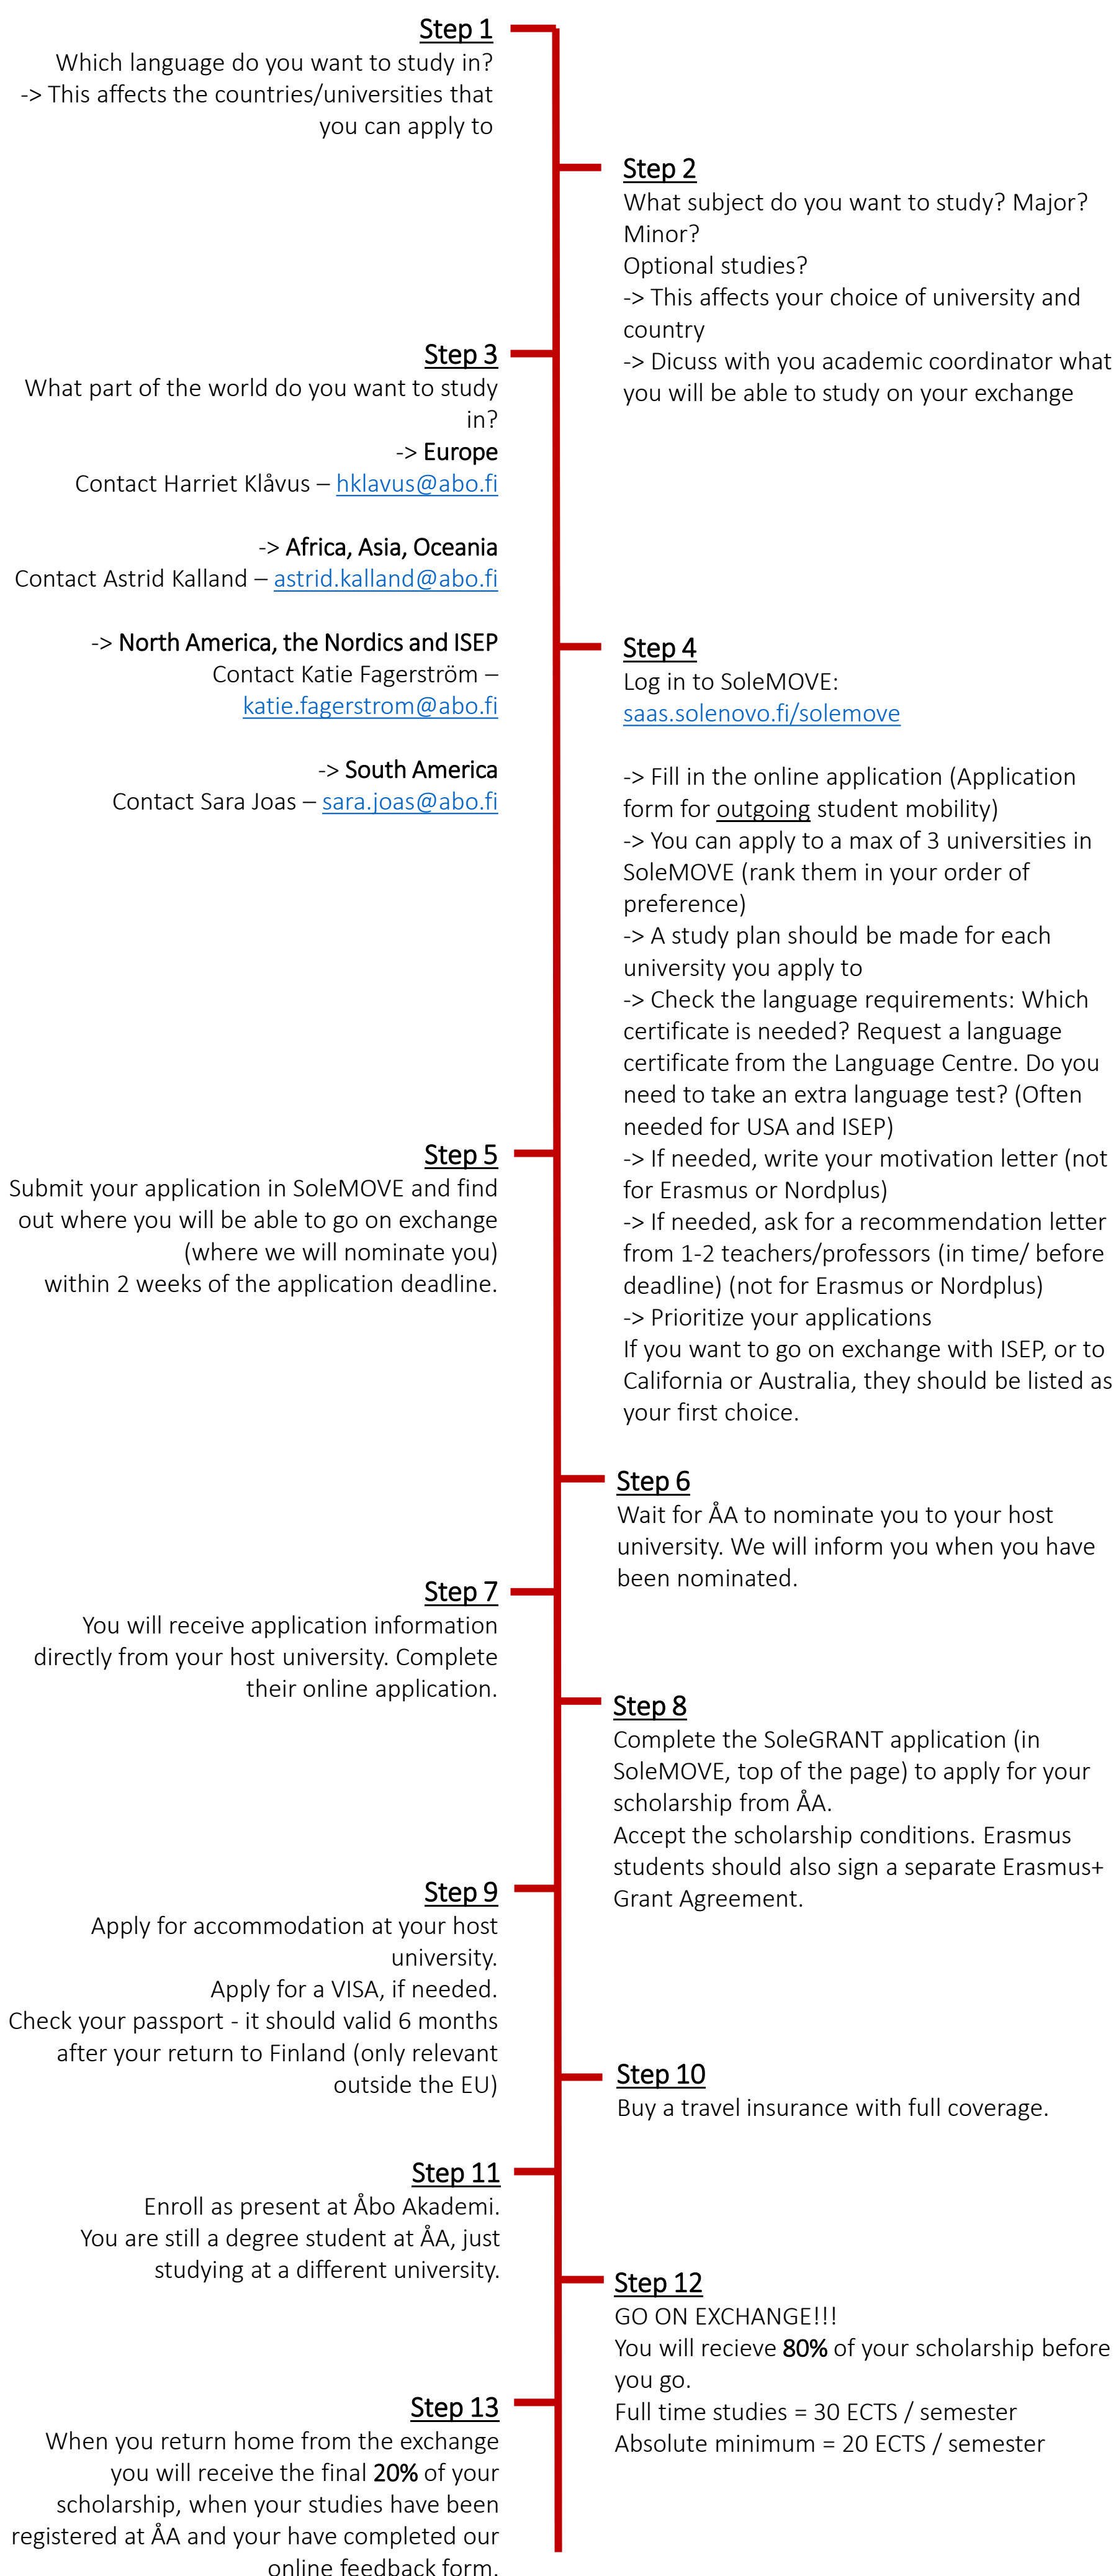 Step 1
Which language do you want to study in?
-> This affects the countries/universities that
you can apply to
Step 2
What subject do you want to study? Major?
Minor?
Optional studies?
-> This affects your choice of university and
country
-> Dicuss with you academic coordinator what
you will be able to study on your exchange
Step 3
What part of the world do you want to study
in?
-> Europe
Contact Harriet Klåvus – hklavus@abo.fi
-> Africa, Asia, Oceania
Contact Astrid Kalland – astrid.kalland@abo.fi
-> North America, the Nordics and ISEP
Contact Katie Fagerström –
katie.fagerstrom@abo.fi
-> South America
Contact Sara Joas – sara.joas@abo.fi
Step 4
Log in to SoleMOVE:
saas.solenovo.fi/solemove
-> Fill in the online application (Application
form for outgoing student mobility)
-> You can apply to a max of 3 universities in
SoleMOVE (rank them in your order of
preference)
-> A study plan should be made for each
university you apply to
-> Check the language requirements: Which
certificate is needed? Request a language
certificate from the Language Centre. Do you
need to take an extra language test? (Often
needed for USA and ISEP)
-> If needed, write your motivation letter (not
for Erasmus or Nordplus)
-> If needed, ask for a recommendation letter
from 1-2 teachers/professors (in time/ before
deadline) (not for Erasmus or Nordplus)
-> Prioritize your applications
If you want to go on exchange with ISEP, or to
California or Australia, they should be listed as
your first choice.
Step 5
Submit your application in SoleMOVE and find
out where you will be able to go on exchange
(where we will nominate you)
within 2 weeks of the application deadline.
Step 6
Wait for ÅA to nominate you to your host
university. We will inform you when you have
been nominated.
Step 7
You will receive application information
directly from your host university. Complete
their online application.
Step 8
Complete the SoleGRANT application (in
SoleMOVE, top of the page) to apply for your
scholarship from ÅA.
Accept the scholarship conditions. Erasmus
students should also sign a separate Erasmus+
Grant Agreement.
Step 9
Apply for accommodation at your host
university.
Apply for a VISA, if needed.
Check your passport - it should valid 6 months
after your return to Finland (only relevant
outside the EU)
Step 10
Buy a travel insurance with full coverage.
Step 11
Enroll as present at Åbo Akademi.
You are still a degree student at ÅA, just
studying at a different university.
Step 12
GO ON EXCHANGE!!!
You will recieve 80% of your scholarship before
you go.
Full time studies = 30 ECTS / semester
Absolute minimum = 20 ECTS / semester
Step 13
When you return home from the exchange
you will receive the final 20% of your
scholarship, when your studies have been
registered at ÅA and your have completed our
online feedback form.